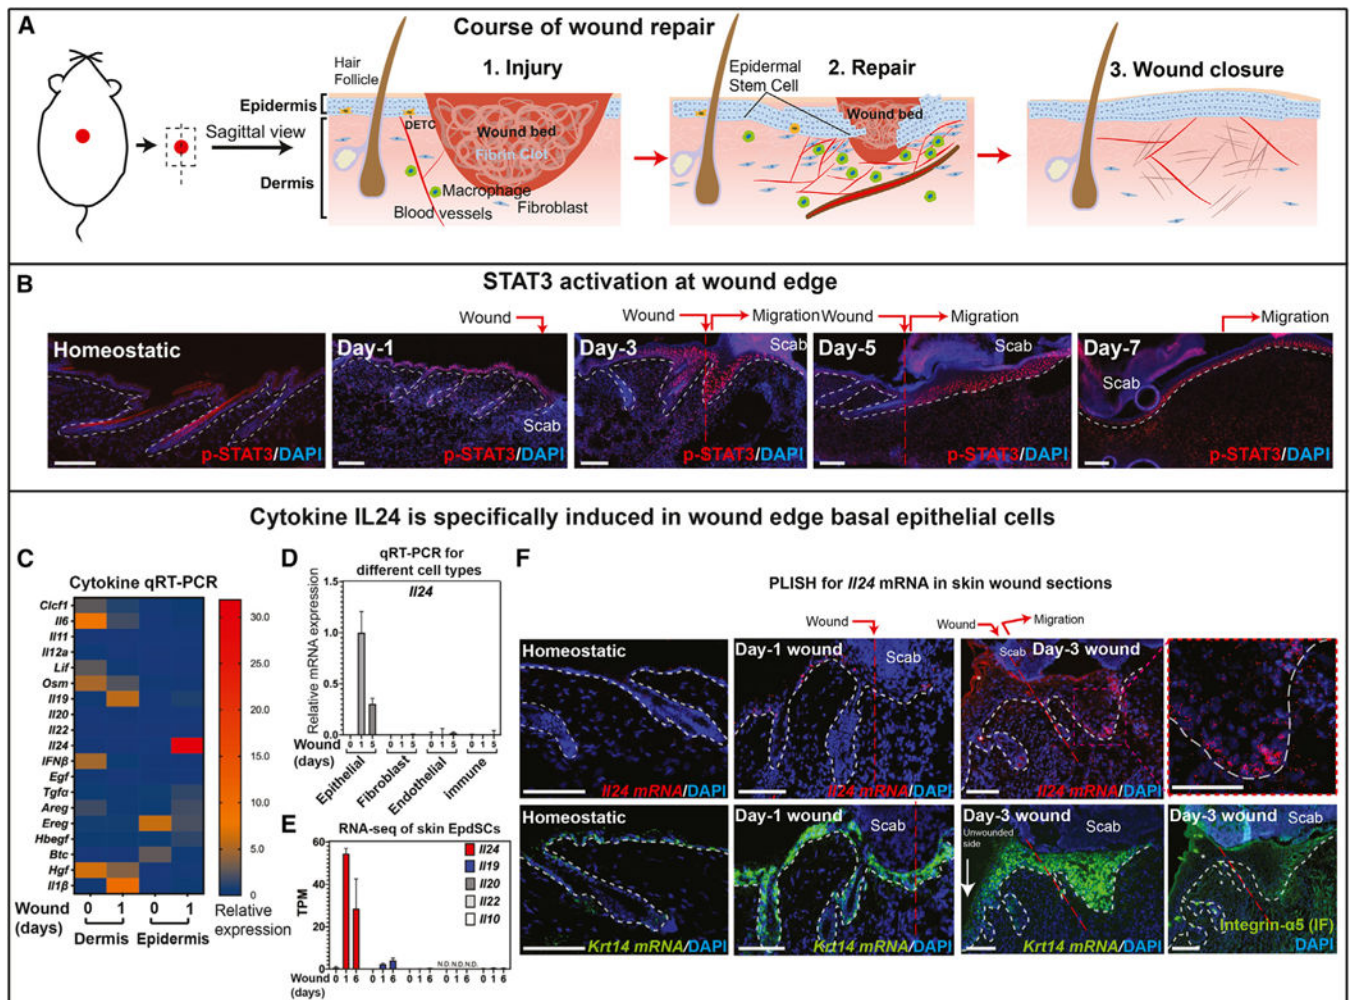 A
Course of wound repair
Hair
Follicle
1. Injury
Epidermal
Stem Cell
2. Repair
3. Wound closure
Epidermis
Sagittal view
DETC
Wound bed
Fibrin Clot
Wound bed
Dermis
Macrophage
Blood vessels
Fibroblast
B
STAT3 activation at wound edge
Wound
Wound
Migration
Wound
Migration
Migration
Homeostatic
Day-1
Day-3
Scab
Day-5
Scab
Day-7
Scab
Scab
p-STAT3/DAPI
p-STAT3/DAPI
p-STAT3/DAPI
p-STAT3/DAPI
p-STAT3/DAPI
Cytokine IL24 is specifically induced in wound edge basal epithelial cells
C
Cytokine qRT-PCR
Clcf1
Il6
Il11
Il12a
Lif
Osm
Il19
Il20
Il22
Il24
IFNβ
Egf
Tgfα
Areg
Ereg
Hbegf
Btc
Hgf
Il1β
30.0
25.0
20.0
15.0
10.0
5.0
0
Relative
expression
Wound
(days)
0 1 0 1
Dermis Epidermis
D
qRT-PCR for
different cell types
Il24
Relative mRNA expression
1.5
1.0
0.5
0.0
Wound
(days)
0 1 5 0 1 5 0 1 5 0 1 5
Epithelial
Fibroblast
Endothelial
immune
E
RNA-seq of skin EpdSCs
TPM
60
40
20
0
Il24
Il19
Il20
Il22
Il10
N.D.N.D.N.D.
Wound
(days)
0 1 6 0 1 6 0 1 6 0 1 6 0 1 6
F
PLISH for Il24 mRNA in skin wound sections
Wound
Wound
Migration
Homeostatic
Day-1 wound
Scab
Scab
Day-3 wound
Il24 mRNA/DAPI
Il24 mRNA/DAPI
Il24 mRNA/DAPI
Homeostatic
Day-1 wound
Scab
Day-3 wound
Unwounded
side
Scab
Day-3 wound
Scab
Krt14 mRNA/DAPI
Krt14 mRNA/DAPI
Krt14 mRNA/DAPI
Integrin-α5 (IF)
DAPI